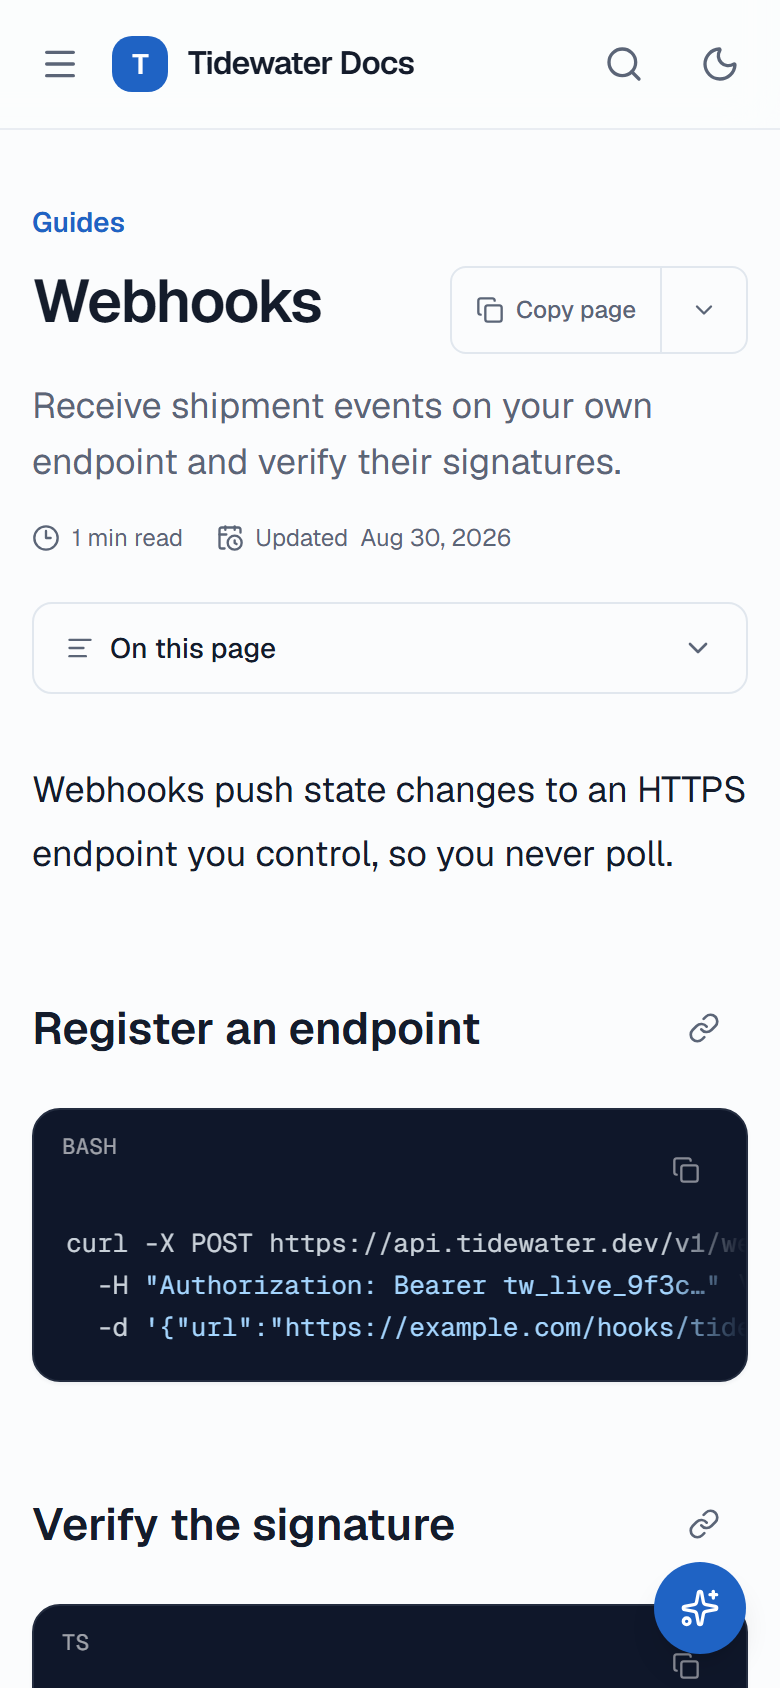 T Tidewater Docs
Guides
Webhooks
Copy page
Receive shipment events on your own
endpoint and verify their signatures.
1 min read Updated Aug 30, 2026
On this page
Webhooks push state changes to an HTTPS
endpoint you control, so you never poll.
Register an endpoint
BASH
curl -X POST https://api.tidewater.dev/v1/we
-H "Authorization: Bearer tw_live_9f3c…"
-d '{"url":"https://example.com/hooks/tide
Verify the signature
TS